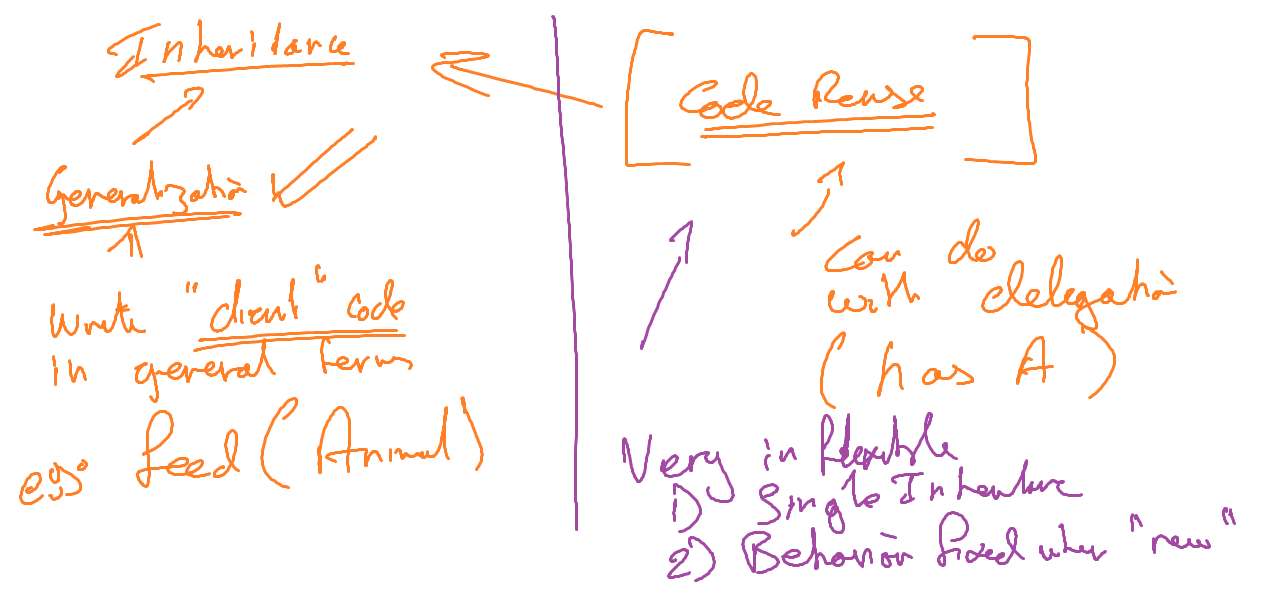 Inheritance
Generalization
Write "client" code
in general terms
eg: feed (Animal)
Code Reuse
Can do
with delegation
(has A)
Very inflexible
1) Single Inheritance
2) Behavior fixed when "new"